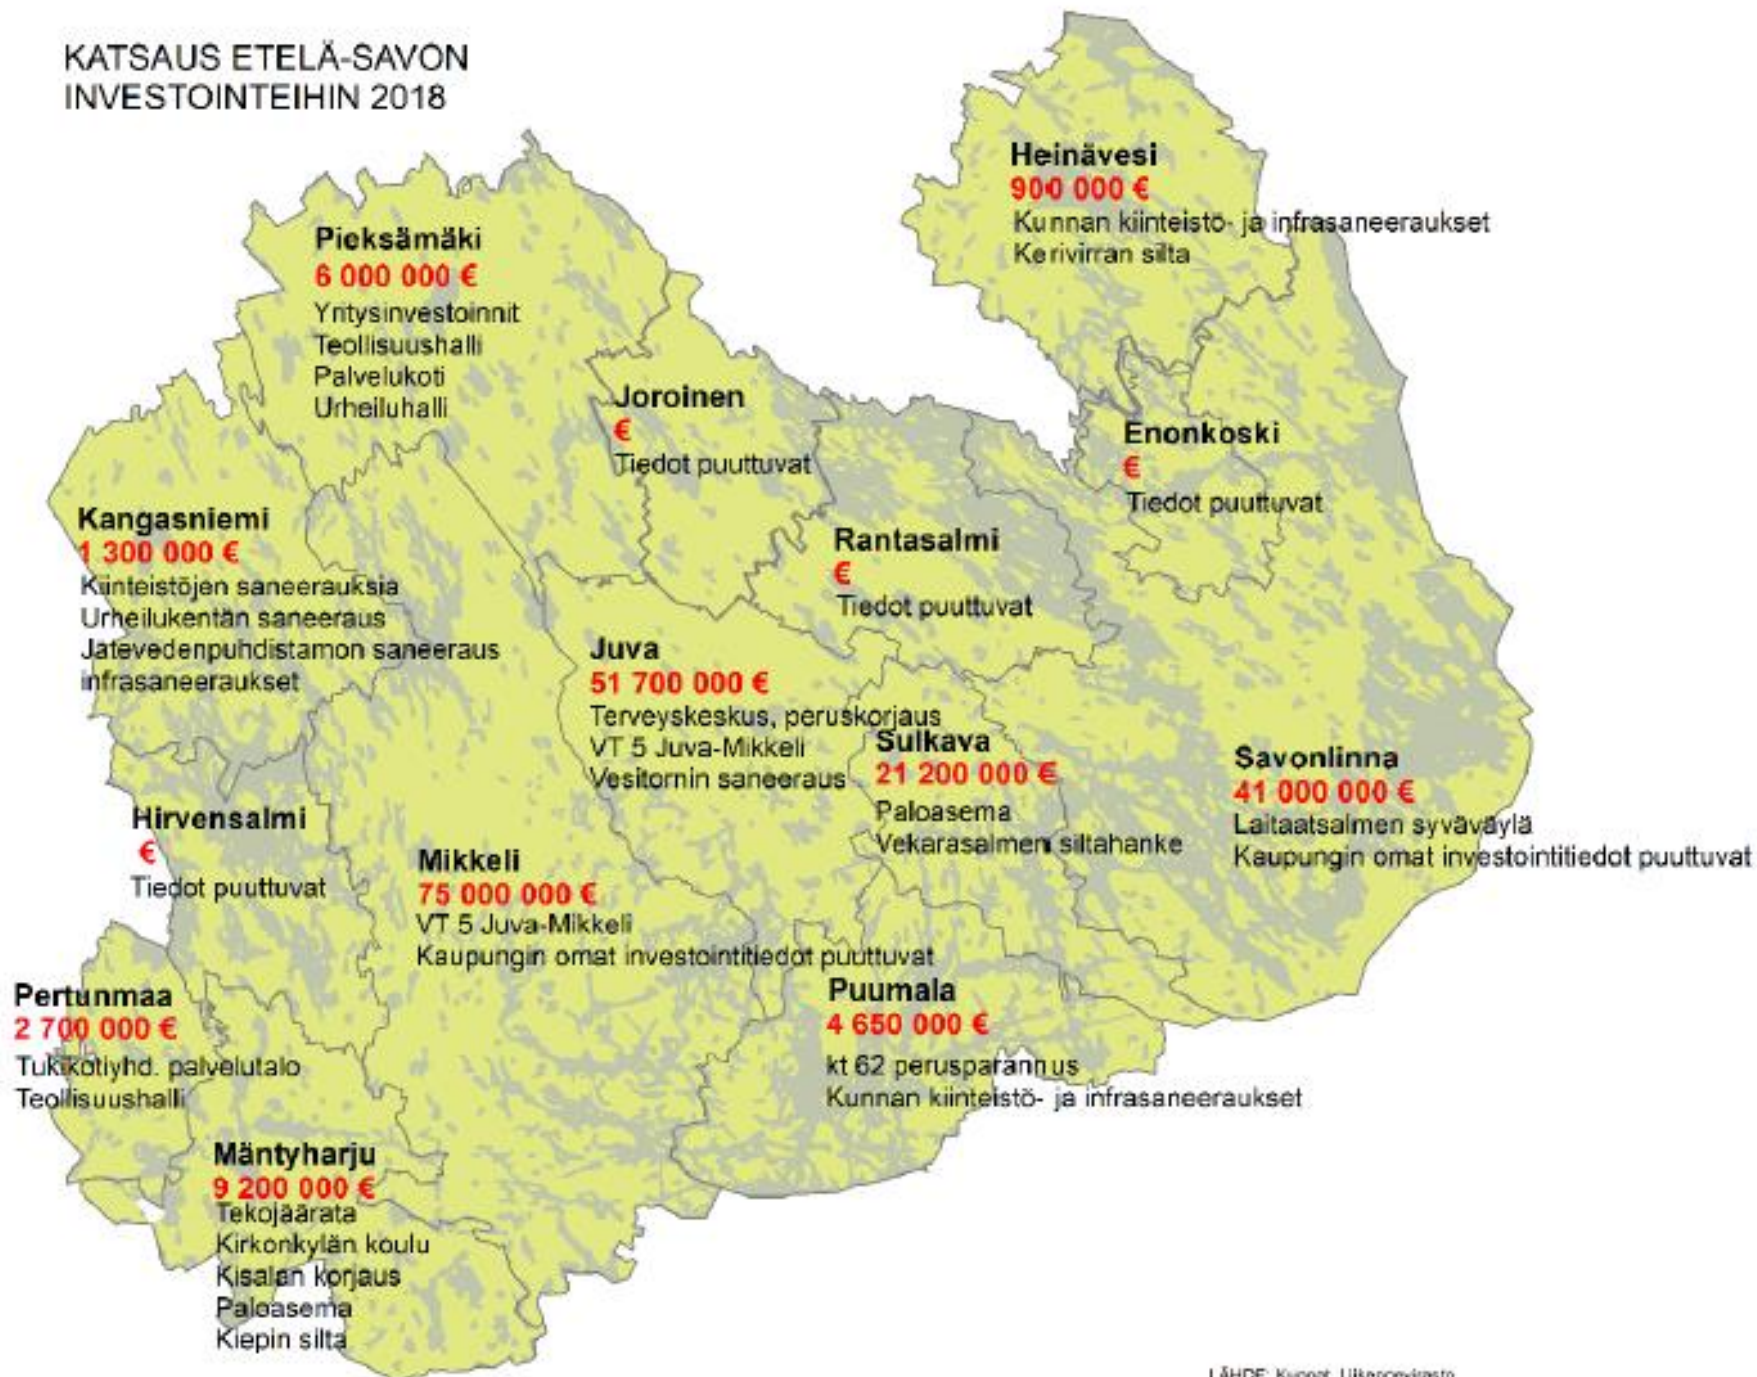 KATSAUS ETELÄ-SAVON
INVESTOINTEIHIN 2018
Heinävesi
900 000 €
Kunnan kiinteistö- ja infrasaneeraukset
Kerivirran silta
Pieksämäki
6 000 000 €
Yritysinvestoinnit
Teollisuushalli
Palvelukoti
Urheiluhalli
Joroinen
€
Tiedot puuttuvat
Enonkoski
€
Tiedot puuttuvat
Kangasniemi
1 300 000 €
Kiinteistöjen saneerauksia
Urheilukentän saneeraus
Jätevedenpuhdistamon saneeraus
infrasaneeraukset
Rantasalmi
€
Tiedot puuttuvat
Juva
51 700 000 €
Terveyskeskus, peruskorjaus
VT 5 Juva-Mikkeli
Vesitornin saneeraus
Sulkava
21 200 000 €
Paloasema
Vekarasalmen siltahanke
Savonlinna
41 000 000 €
Laitaatsalmen syväväylä
Kaupungin omat investointitiedot puuttuvat
Hirvensalmi
€
Tiedot puuttuvat
Mikkeli
75 000 000 €
VT 5 Juva-Mikkeli
Kaupungin omat investointitiedot puuttuvat
Pertunmaa
2 700 000 €
Tukikotiyhd. palvelutalo
Teollisuushalli
Puumala
4 650 000 €
kt 62 perusparannus
Kunnan kiinteistö- ja infrasaneeraukset
Mäntyharju
9 200 000 €
Tekojäärata
Kirkonkylän koulu
Kisalan korjaus
Paloasema
Kiepin silta
LÄHDE: Kunnat, Liikennevirasto